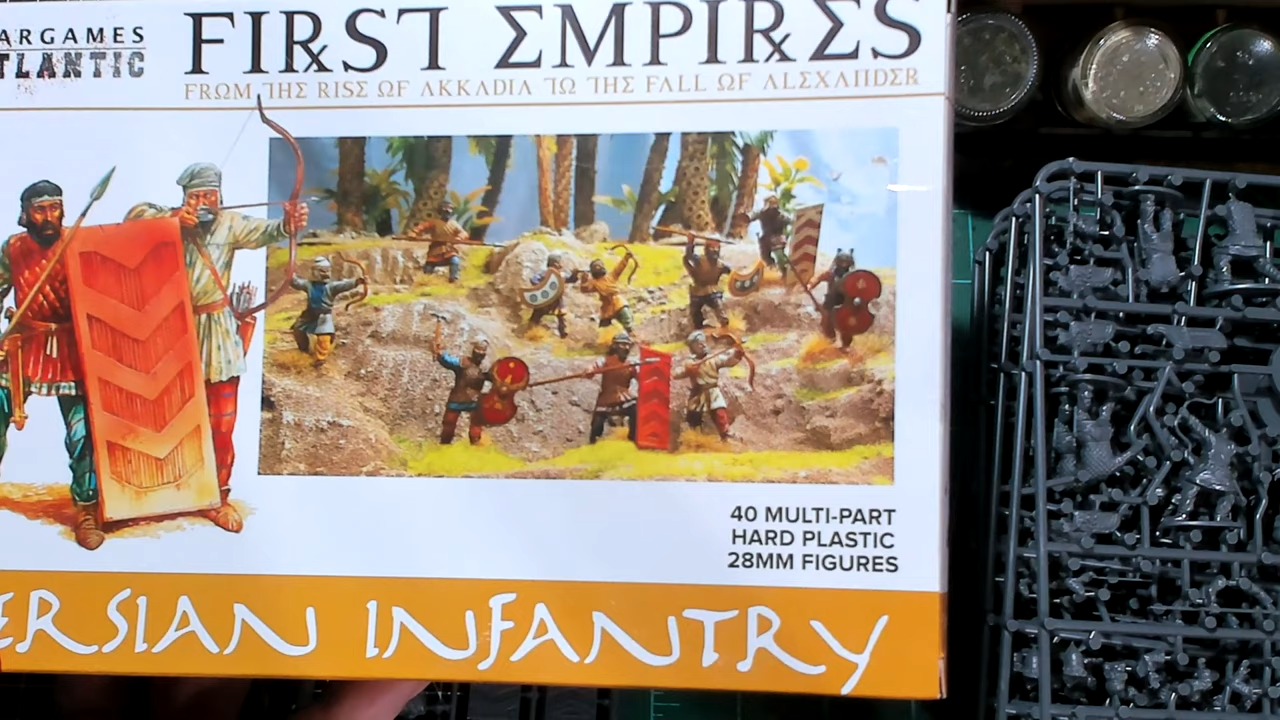 ARGAMES
TLANTIC
FIRST EMPIRES
FROM THE RISE OF AKKADIA TO THE FALL OF ALEXANDER
40 MULTI-PART
HARD PLASTIC
28MM FIGURES
ERSIAN INFANTRY